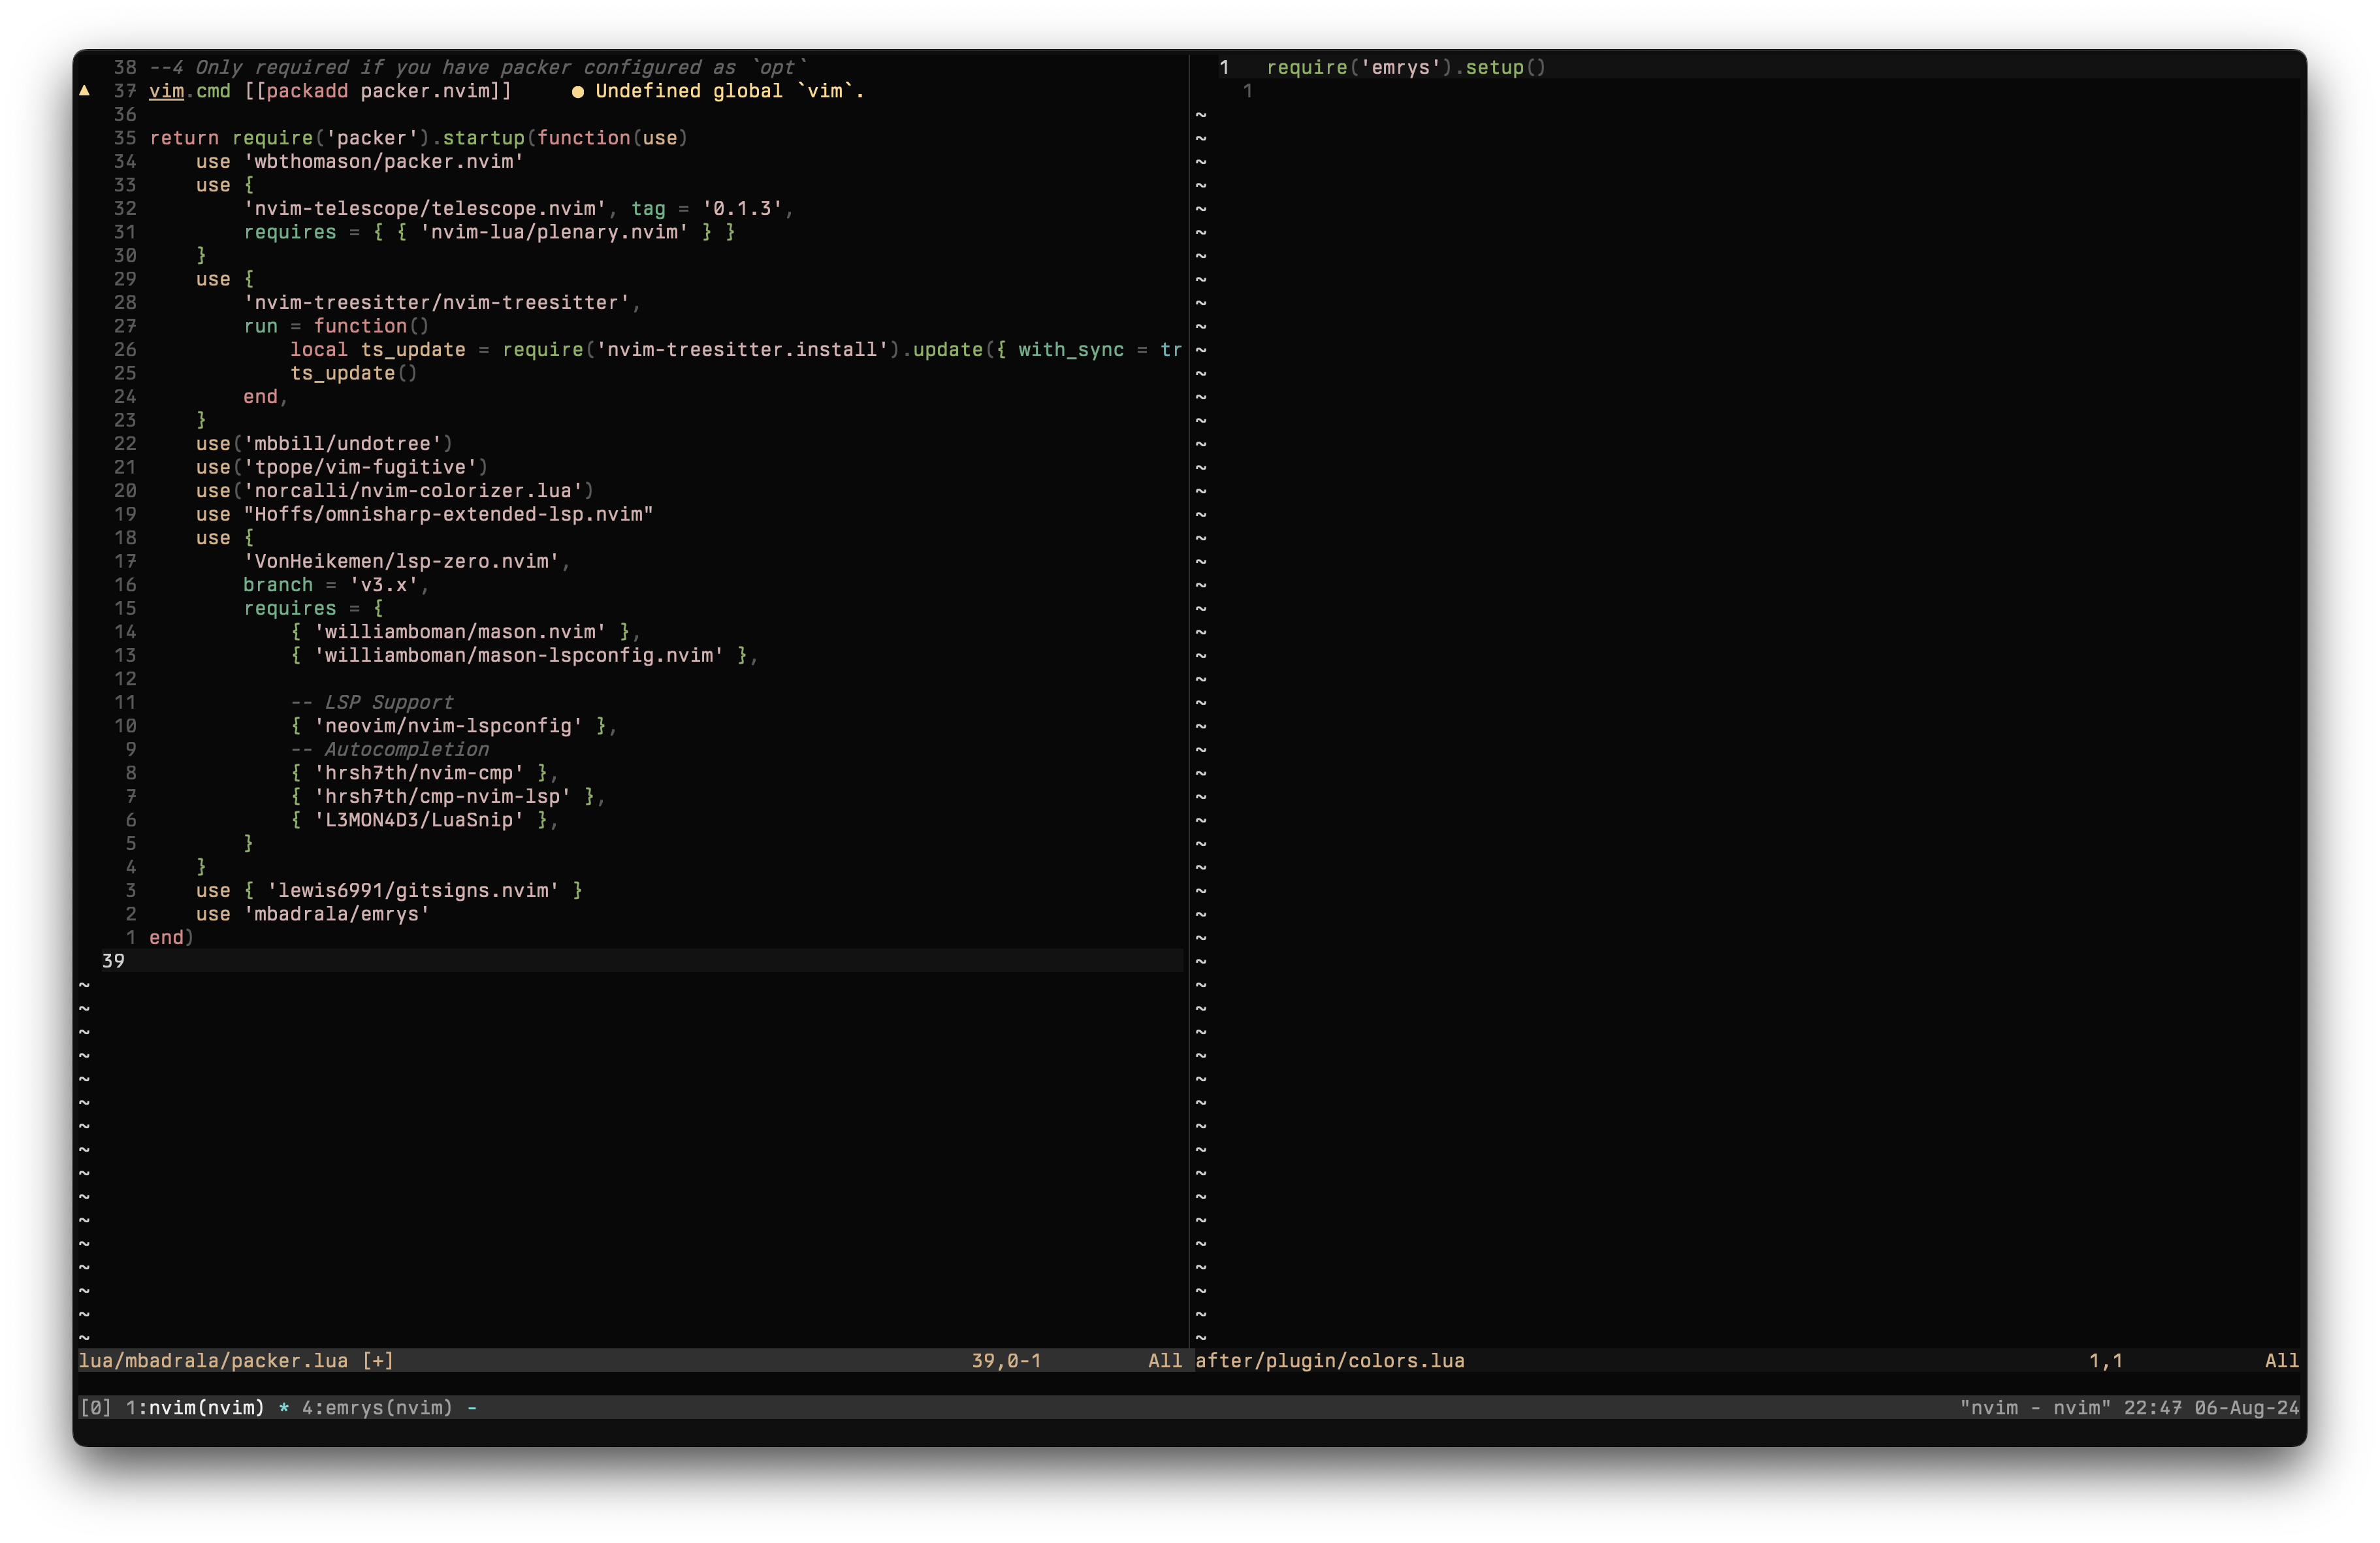 38 --4 Only required if you have packer configured as `opt`
▲ 37 vim.cmd [[packadd packer.nvim]]     ● Undefined global `vim`.
36
35 return require('packer').startup(function(use)
34     use 'wbthomason/packer.nvim'
33     use {
32         'nvim-telescope/telescope.nvim', tag = '0.1.3',
31         requires = { { 'nvim-lua/plenary.nvim' } }
30     }
29     use {
28         'nvim-treesitter/nvim-treesitter',
27         run = function()
26             local ts_update = require('nvim-treesitter.install').update({ with_sync = tr
25             ts_update()
24         end,
23     }
22     use('mbbill/undotree')
21     use('tpope/vim-fugitive')
20     use('norcalli/nvim-colorizer.lua')
19     use "Hoffs/omnisharp-extended-lsp.nvim"
18     use {
17         'VonHeikemen/lsp-zero.nvim',
16         branch = 'v3.x',
15         requires = {
14             { 'williamboman/mason.nvim' },
13             { 'williamboman/mason-lspconfig.nvim' },
12
11             -- LSP Support
10             { 'neovim/nvim-lspconfig' },
9             -- Autocompletion
8             { 'hrsh7th/nvim-cmp' },
7             { 'hrsh7th/cmp-nvim-lsp' },
6             { 'L3MON4D3/LuaSnip' },
5         }
4     }
3     use { 'lewis6991/gitsigns.nvim' }
2     use 'mbadrala/emrys'
1 end)
39
lua/mbadrala/packer.lua [+]     39,0-1     All
1 require('emrys').setup()
1
after/plugin/colors.lua     1,1     All
[0] 1:nvim(nvim) * 4:emrys(nvim) -     "nvim - nvim" 22:47 06-Aug-24